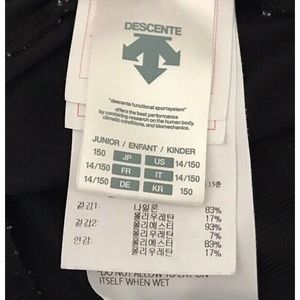 DESCENTE
"descente functional sportsystem"
offers the best performance
by combining research on the human body,
climatic conditions, and biomechanics.
JUNIOR / ENFANT / KINDER
150 JP US 14/150
14/150 FR IT 14/150
14/150 DE KR 150
겉감1: 나일론 83%
폴리우레탄 17%
겉감2: 폴리에스터 93%
폴리우레탄 7%
안감: 폴리에스터 83%
폴리우레탄 17%
*DO NOT ALLOW TO LAY ON
ITSELF WHEN WET